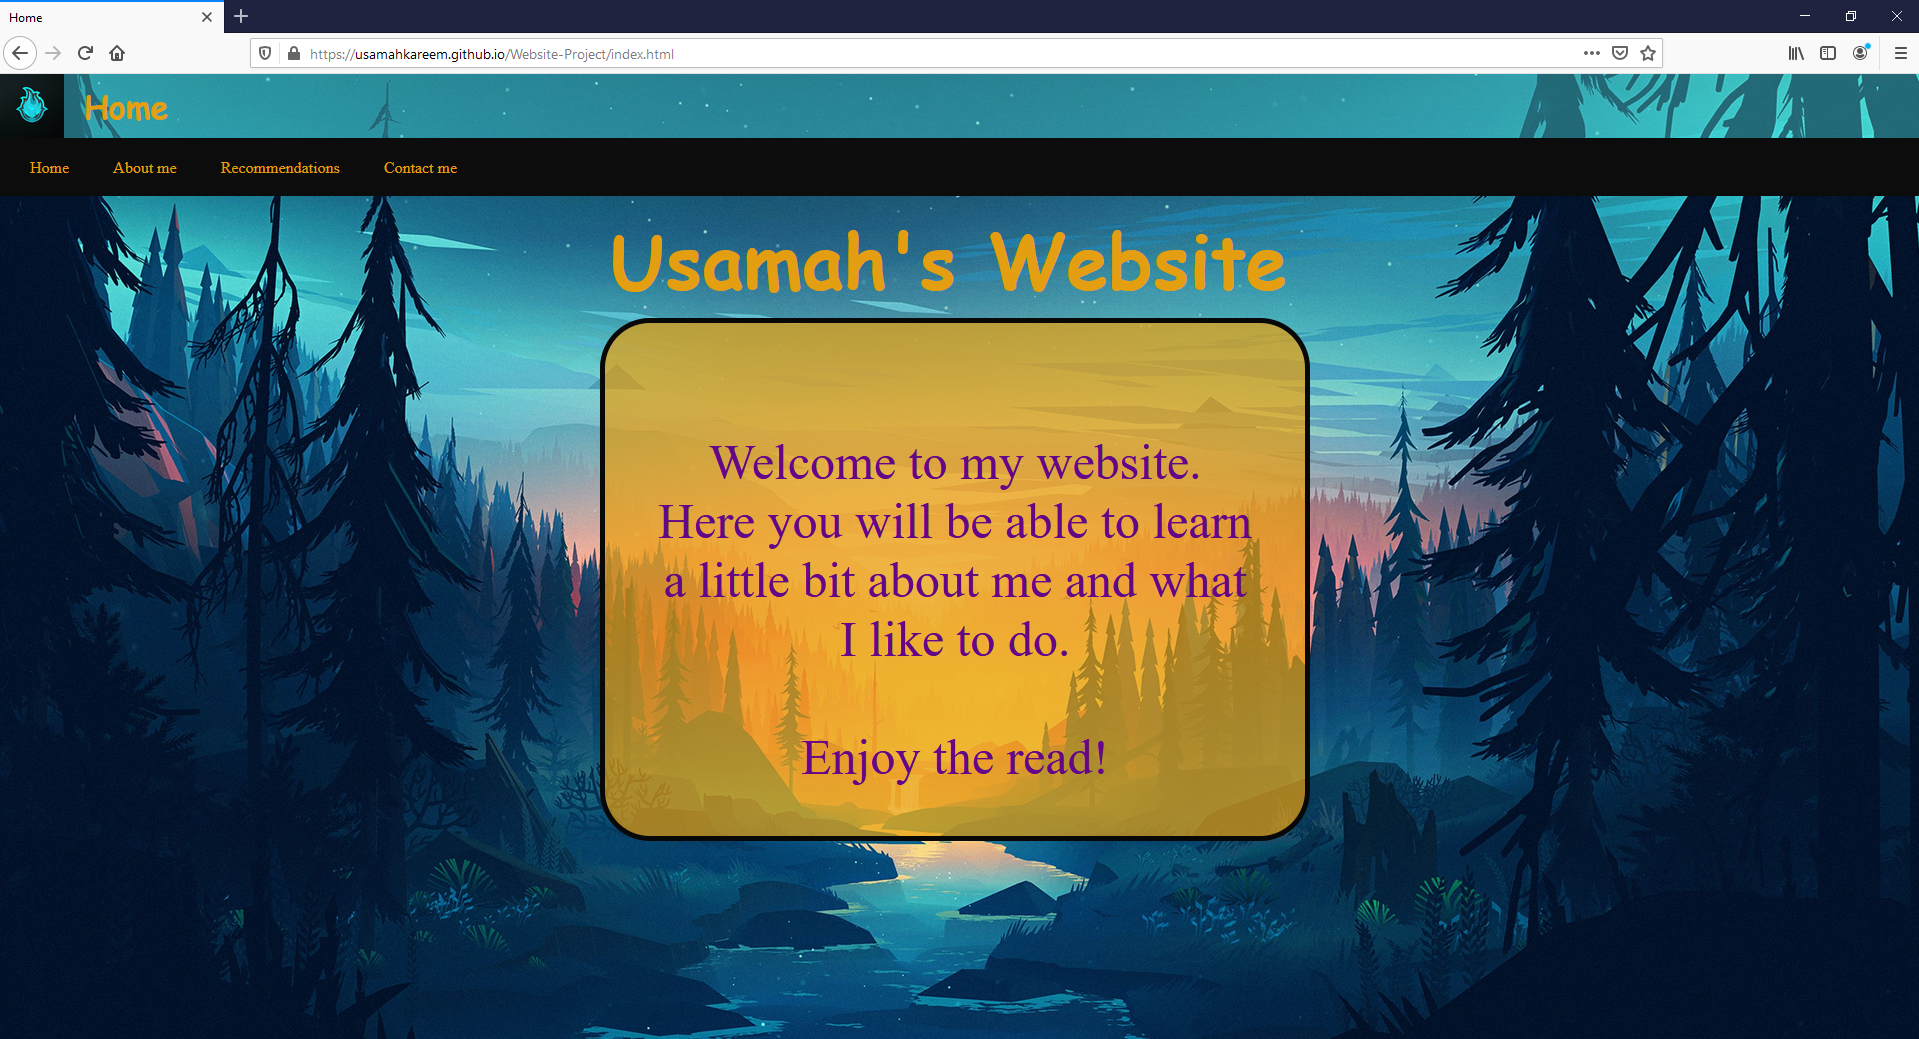 Home
https://usamahkareem.github.io/Website-Project/index.html
Home
Home About me Recommendations Contact me
Usamah's Website
Welcome to my website.
Here you will be able to learn
a little bit about me and what
I like to do.
Enjoy the read!